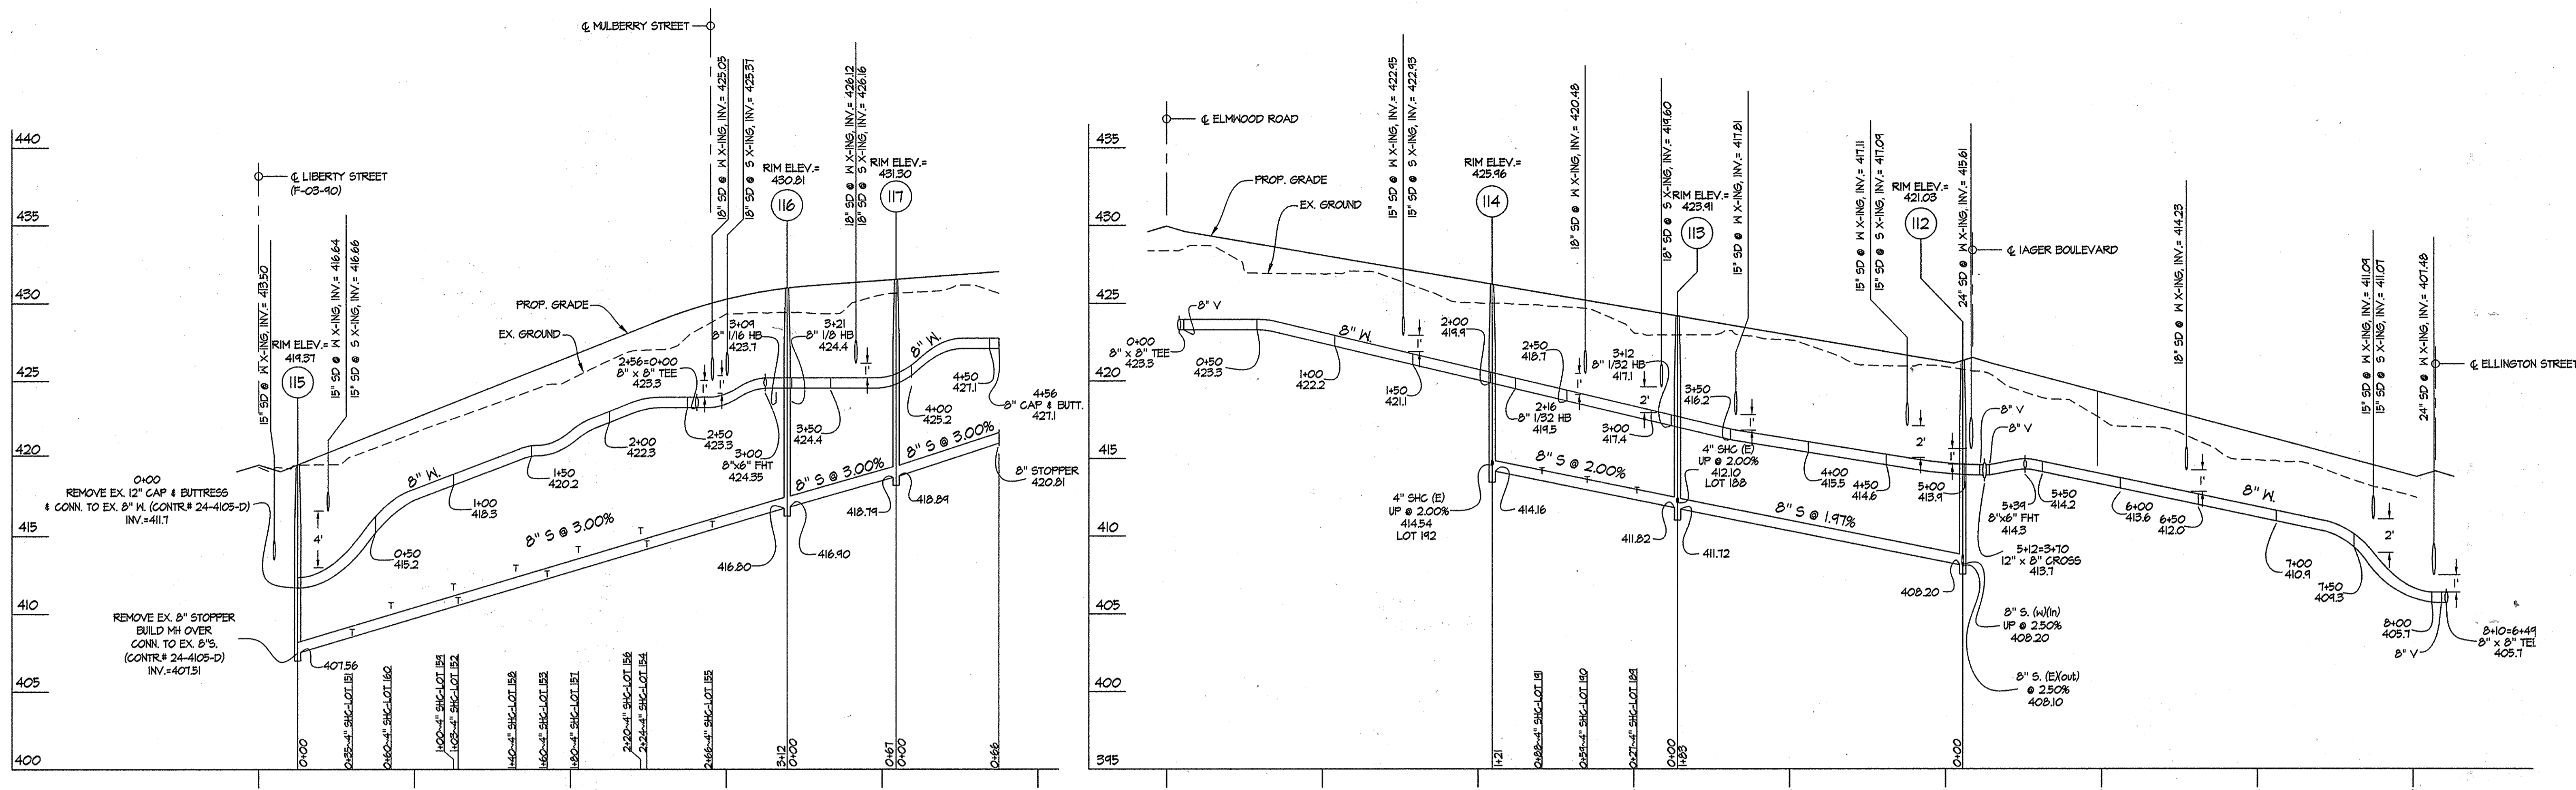 ℄ MULBERRY STREET
440
435
430
425
420
415
410
405
400
℄ LIBERTY STREET
(F-03-90)
15" SD @ M X-ING, INV.= 413.50
15" SD @ M X-ING, INV.= 416.64
15" SD @ S X-ING, INV.= 416.66
RIM ELEV.=
419.37
115
PROP. GRADE
EX. GROUND
18" SD @ M X-ING, INV.= 425.05
18" SD @ S X-ING, INV.= 425.37
RIM ELEV.=
430.81
116
18" SD @ M X-ING, INV.= 426.12
18" SD @ S X-ING, INV.= 426.16
RIM ELEV.=
431.30
117
2+56=0+00
8" x 8" TEE
423.3
3+09
8" 1/16 HB
423.7
3+21
8" 1/8 HB
424.4
8" W.
4+50
427.1
4+56
8" CAP & BUTT.
427.1
4+00
425.2
3+50
424.4
2+50
423.3
3+00
8"x6" FHT
424.35
2+00
422.3
1+50
420.2
8" W.
1+00
418.3
0+50
415.2
1'
1'
1'
4'
0+00
REMOVE EX. 12" CAP & BUTTRESS
& CONN. TO EX. 8" W. (CONTR.# 24-4105-D)
INV.=411.7
REMOVE EX. 8" STOPPER
BUILD MH OVER
CONN. TO EX. 8"S.
(CONTR.# 24-4105-D)
INV.=407.51
407.56
8" S @ 3.00%
T
T
T
T
T
T
T
T
T
T
416.80
416.90
8" S @ 3.00%
418.79
418.89
8" S @ 3.00%
8" STOPPER
420.81
0+00
0+35~4" SHC-LOT 151
0+60~4" SHC-LOT 160
1+00~4" SHC-LOT 159
1+03~4" SHC-LOT 152
1+40~4" SHC-LOT 158
1+60~4" SHC-LOT 153
1+80~4" SHC-LOT 157
2+20~4" SHC-LOT 156
2+24~4" SHC-LOT 154
2+66~4" SHC-LOT 155
3+12
0+00
0+67
0+00
0+66
435
430
425
420
415
410
405
400
395
℄ ELMWOOD ROAD
PROP. GRADE
EX. GROUND
15" SD @ M X-ING, INV.= 422.95
15" SD @ S X-ING, INV.= 422.93
RIM ELEV.=
425.96
114
18" SD @ M X-ING, INV.= 420.48
18" SD @ S X-ING, INV.= 419.60
RIM ELEV.=
423.91
113
15" SD @ M X-ING, INV.= 417.81
15" SD @ M X-ING, INV.= 417.11
15" SD @ S X-ING, INV.= 417.09
RIM ELEV.=
421.03
112
24" SD @ M X-ING, INV.= 415.61
℄ IAGER BOULEVARD
18" SD @ M X-ING, INV.= 414.23
15" SD @ M X-ING, INV.= 411.09
15" SD @ S X-ING, INV.= 411.07
24" SD @ M X-ING, INV.= 407.48
℄ ELLINGTON STREET
8" V
0+00
8" x 8" TEE
423.3
0+50
423.3
8" W.
1+00
422.2
1+50
421.1
1'
2+00
419.9
2+16
8" 1/32 HB
419.5
2+50
418.7
1'
3+12
8" 1/32 HB
417.1
2'
3+00
417.4
3+50
416.2
1'
4+00
415.5
4+50
414.6
2'
1'
5+00
413.9
8" V
8" V
5+39
8"x6" FHT
414.3
5+50
414.2
5+12=3+70
12" x 8" CROSS
413.7
6+00
413.6
6+50
412.0
1'
8" W.
7+00
410.9
7+50
409.3
2'
1'
8+00
405.7
8" V
8+10=6+49
8" x 8" TEE
405.7
4" SHC (E)
UP @ 2.00%
414.54
LOT 192
414.16
8" S @ 2.00%
T
T
T
4" SHC (E)
UP @ 2.00%
412.10
LOT 188
411.82
411.72
8" S @ 1.97%
408.20
8" S. (W)(in)
UP @ 2.50%
408.20
8" S. (E)(out)
@ 2.50%
408.10
1+21
0+88~4" SHC-LOT 191
0+59~4" SHC-LOT 190
0+27~4" SHC-LOT 189
0+00
1+83
0+00